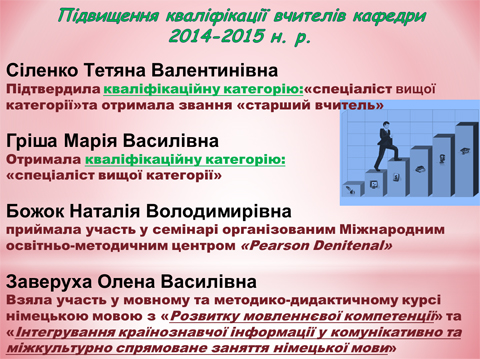 Підвищення кваліфікації вчителів кафедри
2014-2015 н. р.
Сіленко Тетяна Валентинівна
Підтвердила кваліфікаційну категорію:«спеціаліст вищої
категорії»та отримала звання «старший вчитель»
Гріша Марія Василівна
Отримала кваліфікаційну категорію:
«спеціаліст вищої категорії»
Божок Наталія Володимирівна
приймала участь у семінарі організованим Міжнародним
освітньо-методичним центром «Pearson Denitenal»
Заверуха Олена Василівна
Взяла участь у мовному та методико-дидактичному курсі
німецькою мовою з «Розвитку мовленнєвої компетенції» та
«Інтегрування країнознавчої інформації у комунікативно та
міжкультурно спрямоване заняття німецької мови»